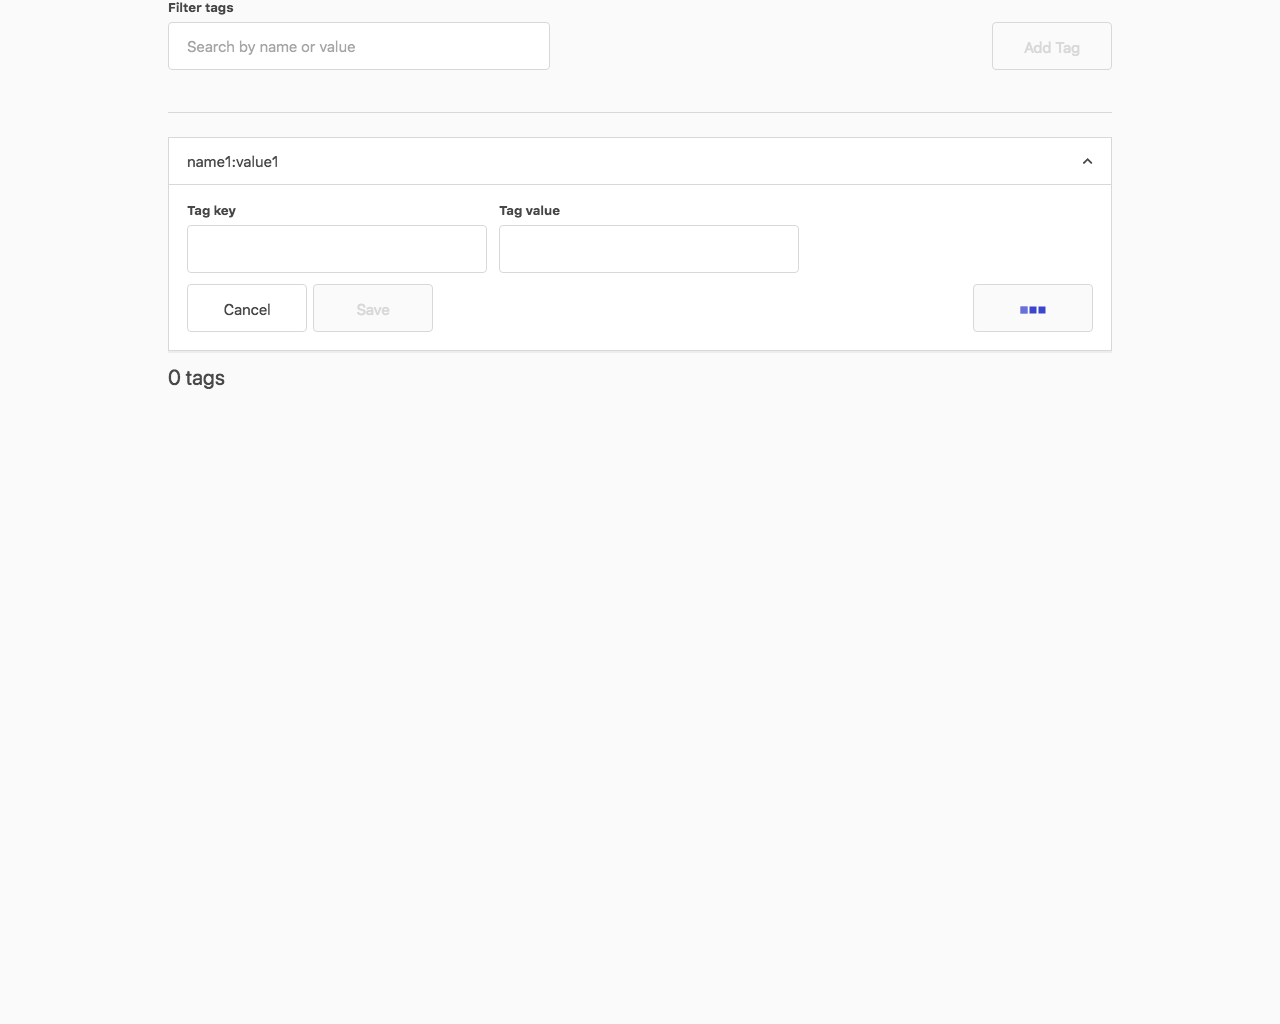 Filter tags
Search by name or value
Add Tag
name1:value1
Tag key
Tag value
Cancel
Save
0 tags